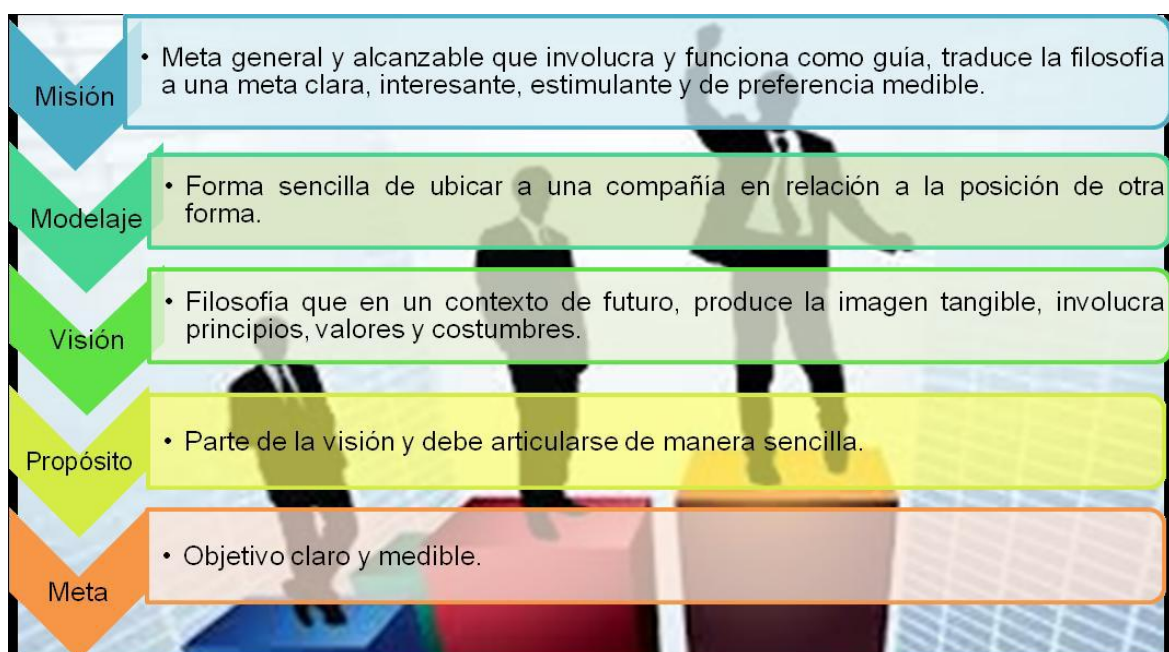 Misión
• Meta general y alcanzable que involucra y funciona como guía, traduce la filosofía
a una meta clara, interesante, estimulante y de preferencia medible.
Modelaje
• Forma sencilla de ubicar a una compañía en relación a la posición de otra
forma.
Visión
• Filosofía que en un contexto de futuro, produce la imagen tangible, involucra
principios, valores y costumbres.
Propósito
• Parte de la visión y debe articularse de manera sencilla.
Meta
• Objetivo claro y medible.